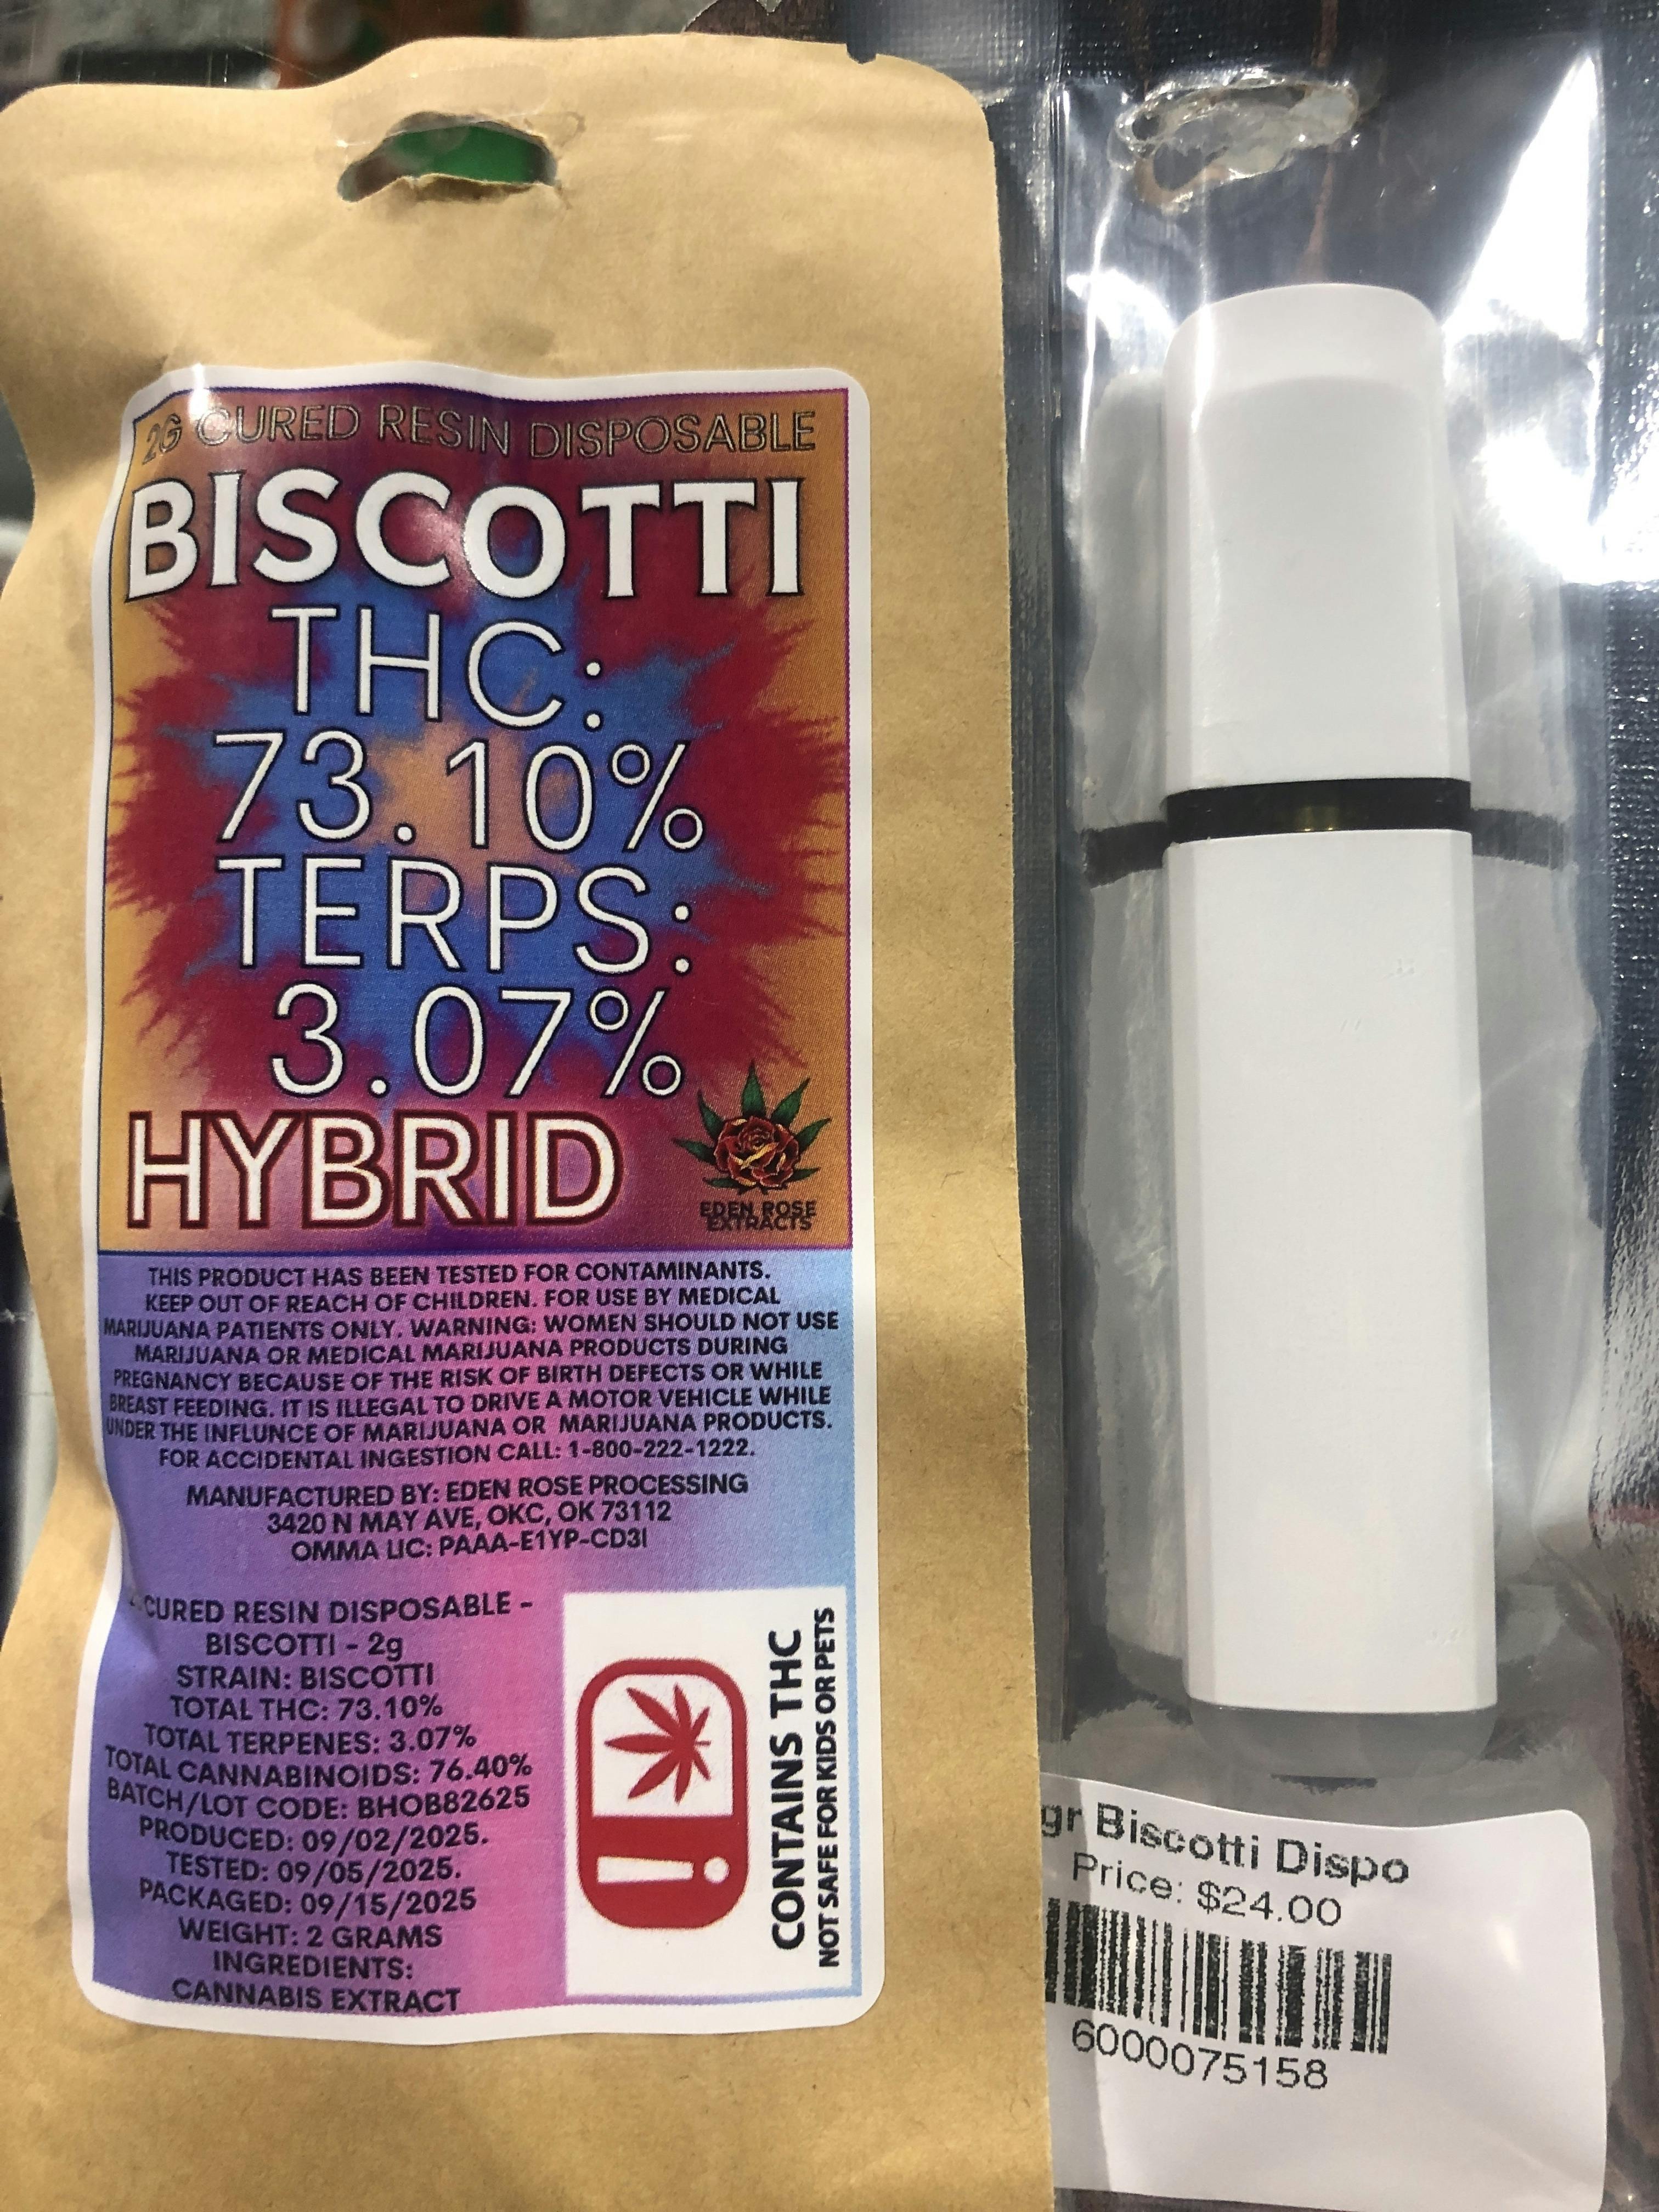 2G CURED RESIN DISPOSABLE
BISCOTTI
THC:
73.10%
TERPS:
3.07%
HYBRID
EDEN ROSE
EXTRACTS
THIS PRODUCT HAS BEEN TESTED FOR CONTAMINANTS.
KEEP OUT OF REACH OF CHILDREN. FOR USE BY MEDICAL
MARIJUANA PATIENTS ONLY. WARNING: WOMEN SHOULD NOT USE
MARIJUANA OR MEDICAL MARIJUANA PRODUCTS DURING
PREGNANCY BECAUSE OF THE RISK OF BIRTH DEFECTS OR WHILE
BREAST FEEDING. IT IS ILLEGAL TO DRIVE A MOTOR VEHICLE WHILE
UNDER THE INFLUNCE OF MARIJUANA OR MARIJUANA PRODUCTS.
FOR ACCIDENTAL INGESTION CALL: 1-800-222-1222.
MANUFACTURED BY: EDEN ROSE PROCESSING
3420 N MAY AVE, OKC, OK 73112
OMMA LIC: PAAA-E1YP-CD3I
CURED RESIN DISPOSABLE -
BISCOTTI - 2g
STRAIN: BISCOTTI
TOTAL THC: 73.10%
TOTAL TERPENES: 3.07%
TOTAL CANNABINOIDS: 76.40%
BATCH/LOT CODE: BHOB82625
PRODUCED: 09/02/2025.
TESTED: 09/05/2025.
PACKAGED: 09/15/2025
WEIGHT: 2 GRAMS
INGREDIENTS:
CANNABIS EXTRACT
CONTAINS THC
NOT SAFE FOR KIDS OR PETS
gr Biscotti Dispo
Price: $24.00
6000075158